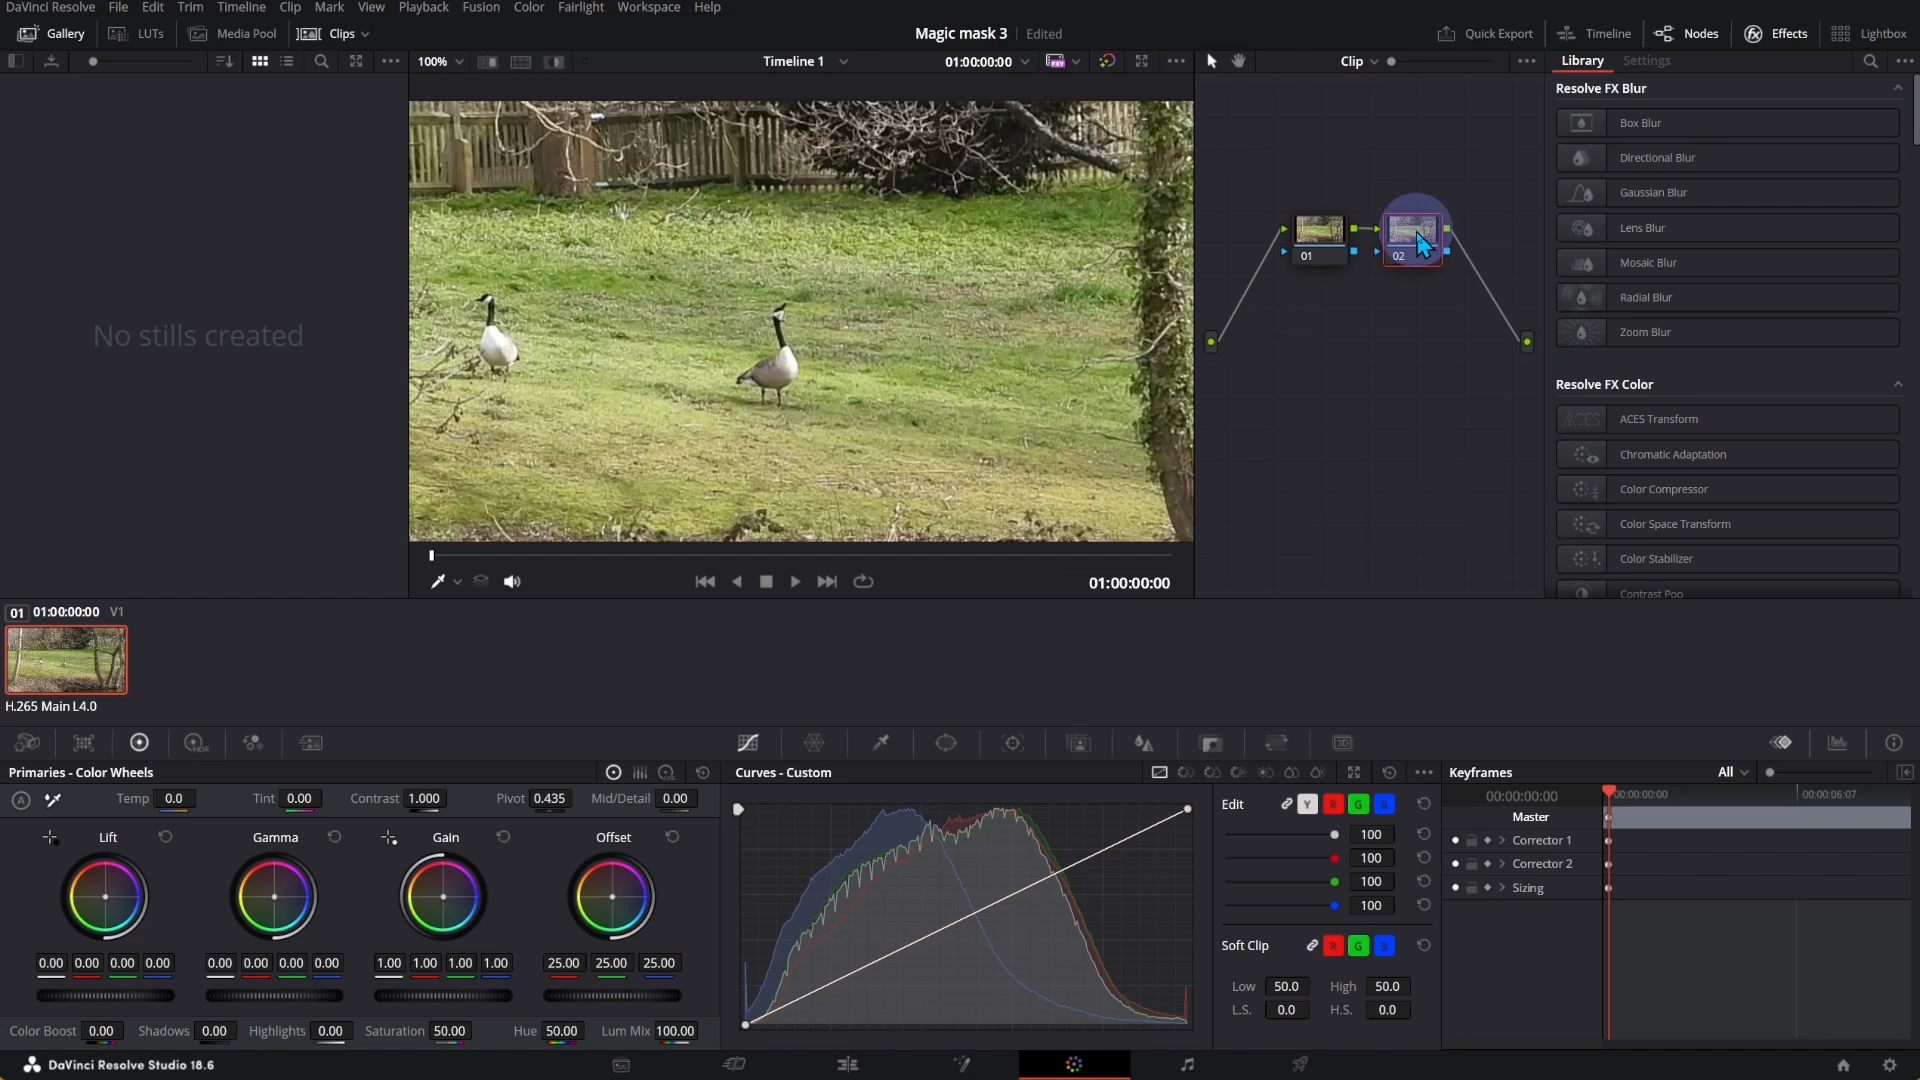 DaVinci Resolve File Edit Trim Timeline Clip Mark View Playback Fusion Color Fairlight Workspace Help
Gallery LUTs Media Pool Clips Magic mask 3 Edited Quick Export Timeline Nodes Effects Lightbox
100% Timeline 1 01:00:00:00 Clip Library Settings
Resolve FX Blur
Box Blur
Directional Blur
Gaussian Blur
Lens Blur
Mosaic Blur
Radial Blur
Zoom Blur
01 02
No stills created
Resolve FX Color
ACES
ACES Transform
Chromatic Adaptation
Color Compressor
Color Space Transform
Color Stabilizer
Contrast Pop
01:00:00:00
01 01:00:00:00 V1
H.265 Main L4.0
HDR
3D
Primaries - Color Wheels Curves - Custom Keyframes All
A Temp 0.0 Tint 0.00 Contrast 1.000 Pivot 0.435 Mid/Detail 0.00
00:00:00:00 00:00:00:00 00:00:06:07
Edit Y R G B
Master
Lift Gamma Gain Offset
100
Corrector 1
100
Corrector 2
100
Sizing
100
Soft Clip R G B
0.00 0.00 0.00 0.00 0.00 0.00 0.00 0.00 1.00 1.00 1.00 1.00 25.00 25.00 25.00
Low 50.0 High 50.0
L.S. 0.0 H.S. 0.0
Color Boost 0.00 Shadows 0.00 Highlights 0.00 Saturation 50.00 Hue 50.00 Lum Mix 100.00
DaVinci Resolve Studio 18.6